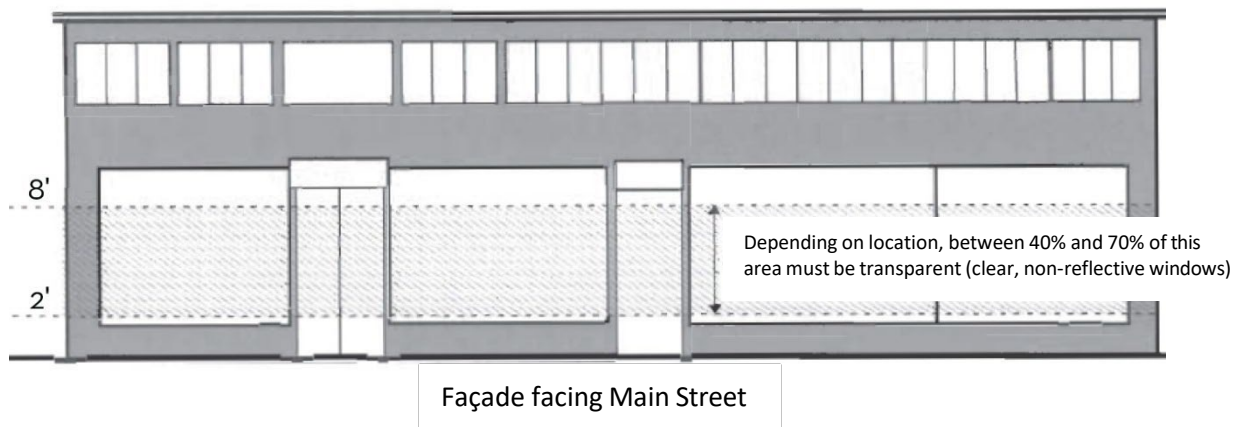 8'
Depending on location, between 40% and 70% of this
area must be transparent (clear, non-reflective windows)
2'
Façade facing Main Street